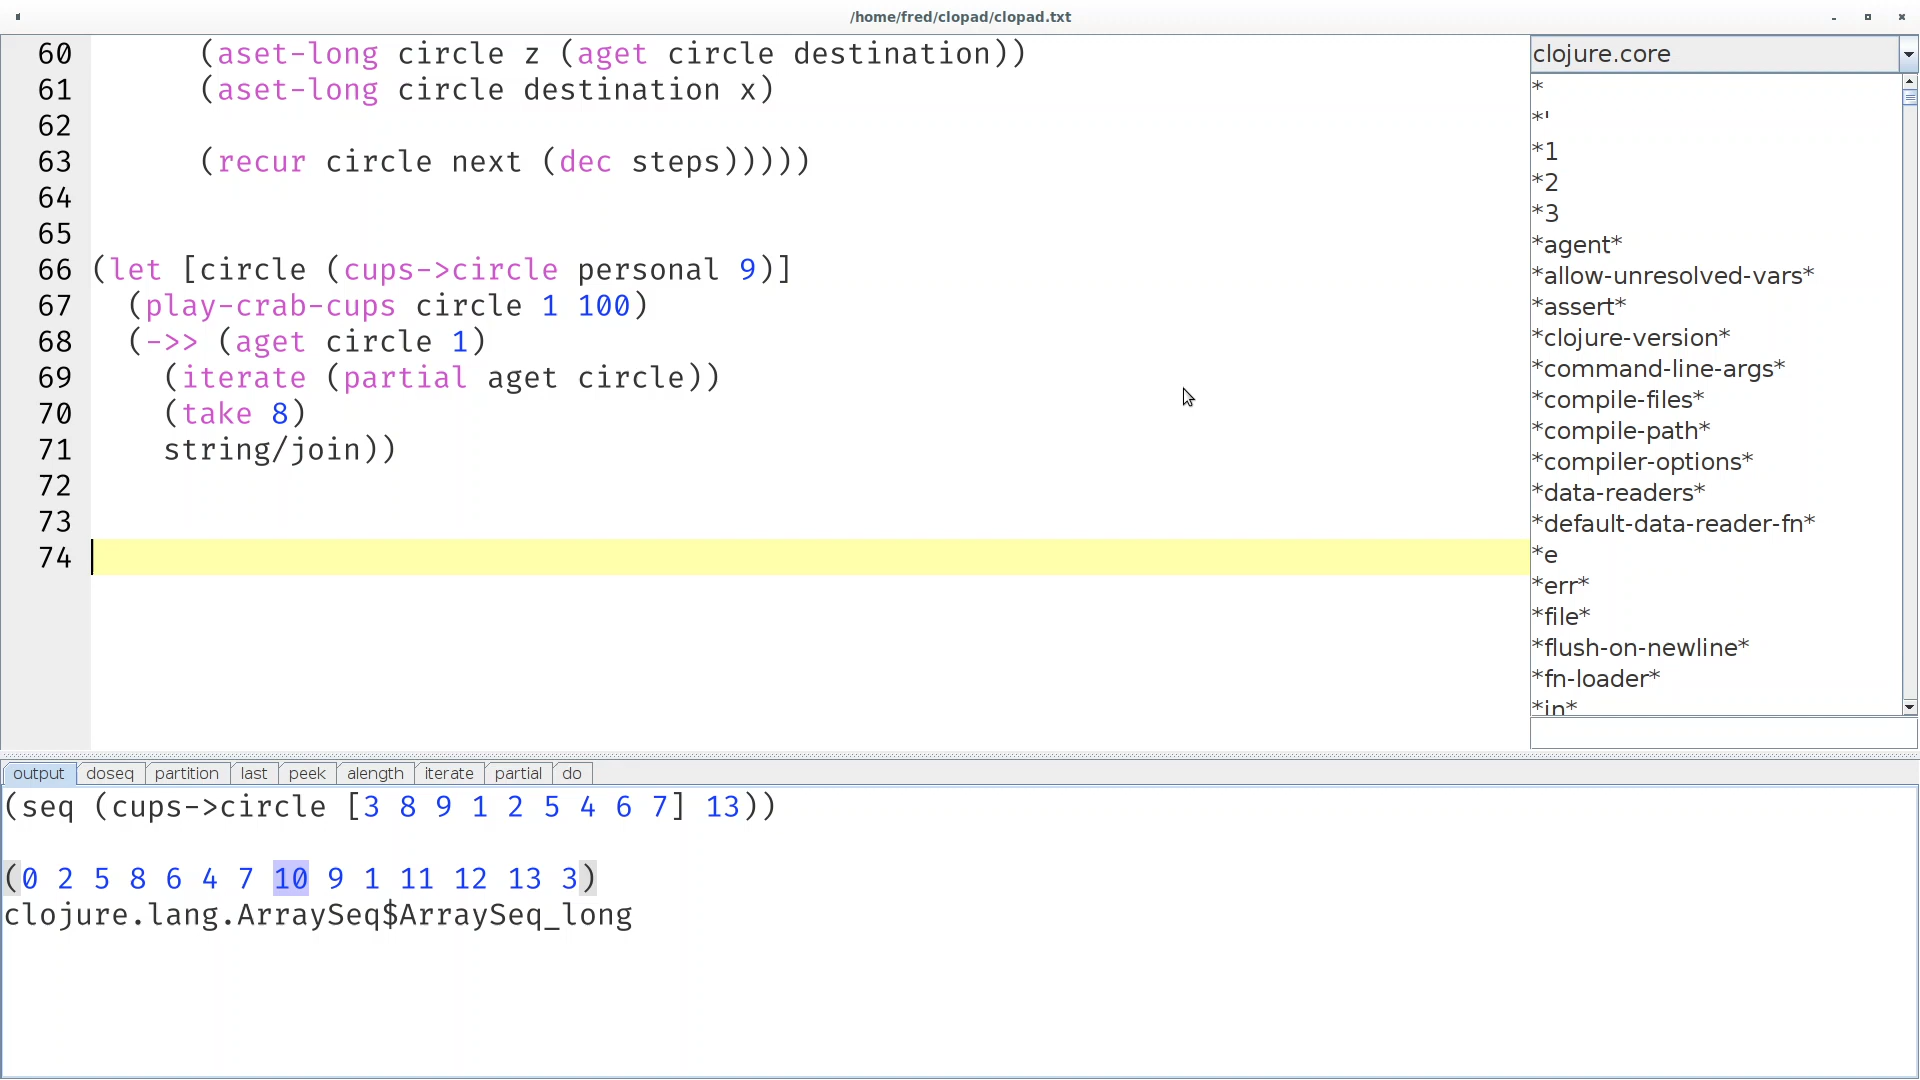 /home/fred/clopad/clopad.txt
60 (aset-long circle z (aget circle destination))
61 (aset-long circle destination x)
62
63 (recur circle next (dec steps)))))
64
65
66 (let [circle (cups->circle personal 9)]
67 (play-crab-cups circle 1 100)
68 (->> (aget circle 1)
69 (iterate (partial aget circle))
70 (take 8)
71 string/join))
72
73
74
clojure.core
*
*'
*1
*2
*3
*agent*
*allow-unresolved-vars*
*assert*
*clojure-version*
*command-line-args*
*compile-files*
*compile-path*
*compiler-options*
*data-readers*
*default-data-reader-fn*
*e
*err*
*file*
*flush-on-newline*
*fn-loader*
*in*
output doseq partition last peek alength iterate partial do
(seq (cups->circle [3 8 9 1 2 5 4 6 7] 13))
(0 2 5 8 6 4 7 10 9 1 11 12 13 3)
clojure.lang.ArraySeq$ArraySeq_long